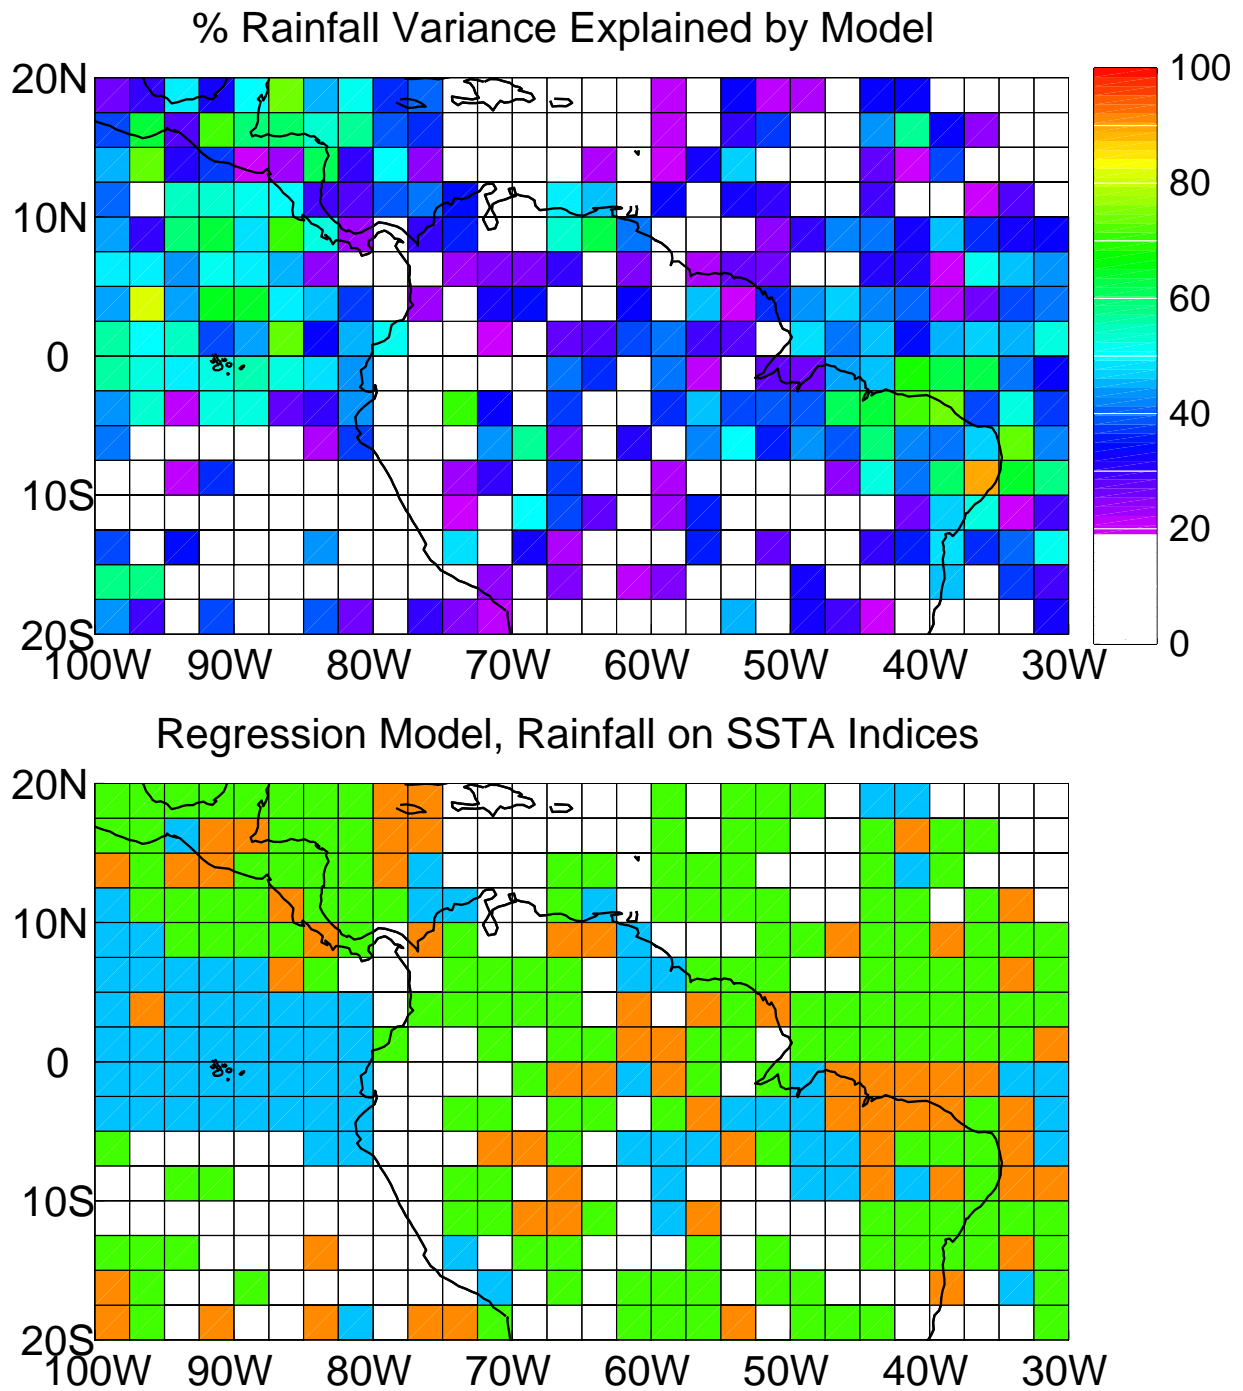 % Rainfall Variance Explained by Model
20N
10N
0
10S
20S
100W 90W 80W 70W 60W 50W 40W 30W
100
80
60
40
20
0
Regression Model, Rainfall on SSTA Indices
20N
10N
0
10S
20S
100W 90W 80W 70W 60W 50W 40W 30W